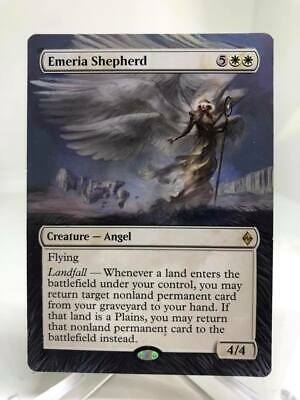 Emeria Shepherd 5
Creature — Angel
Flying
Landfall — Whenever a land enters the
battlefield under your control, you may
return target nonland permanent card
from your graveyard to your hand. If
that land is a Plains, you may return
that nonland permanent card to the
battlefield instead.
4/4